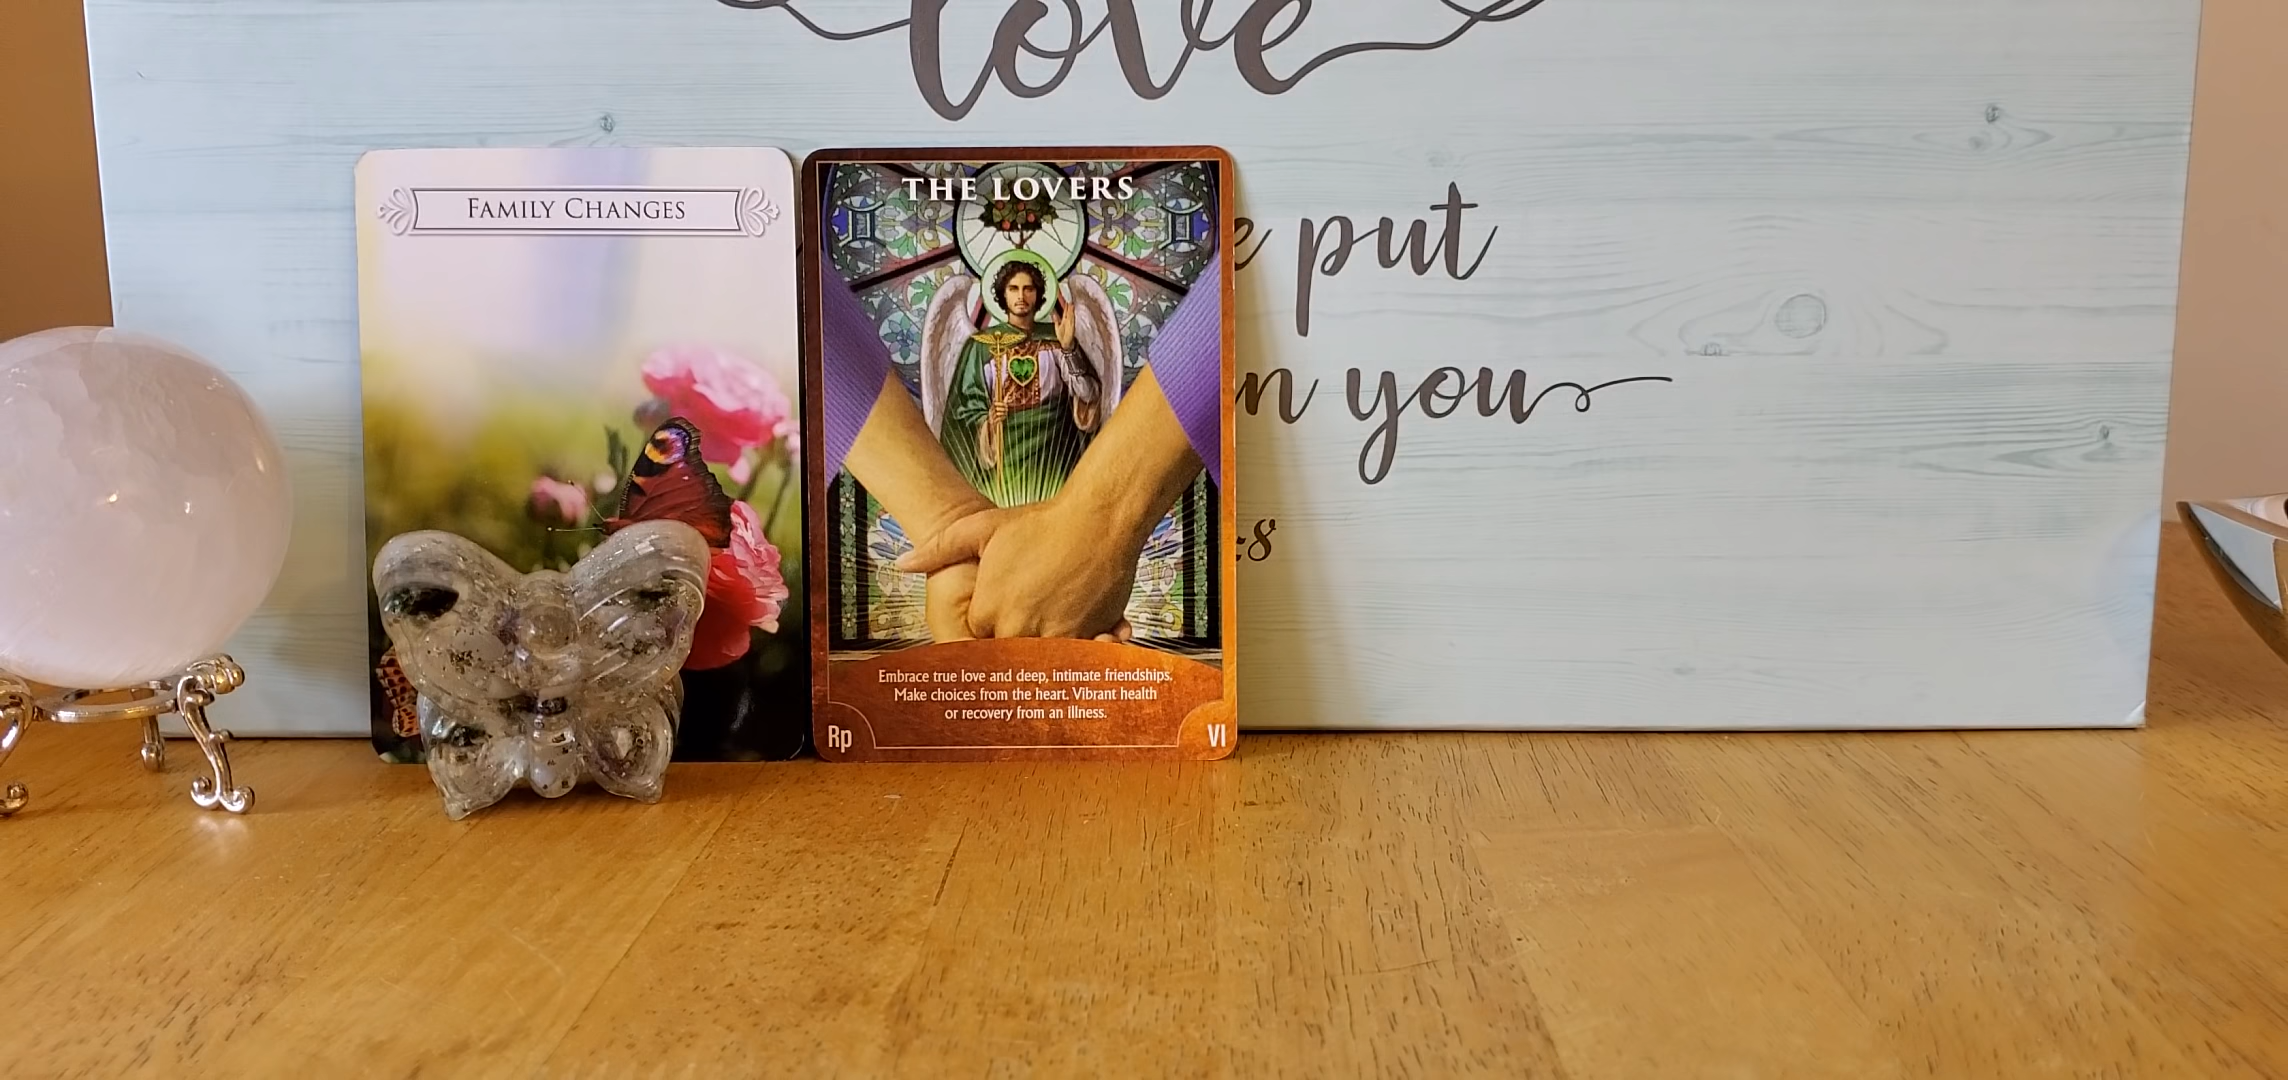 love
put
you
8
FAMILY CHANGES
THE LOVERS
Embrace true love and deep, intimate friendships.
Make choices from the heart. Vibrant health
or recovery from an illness.
Rp
VI